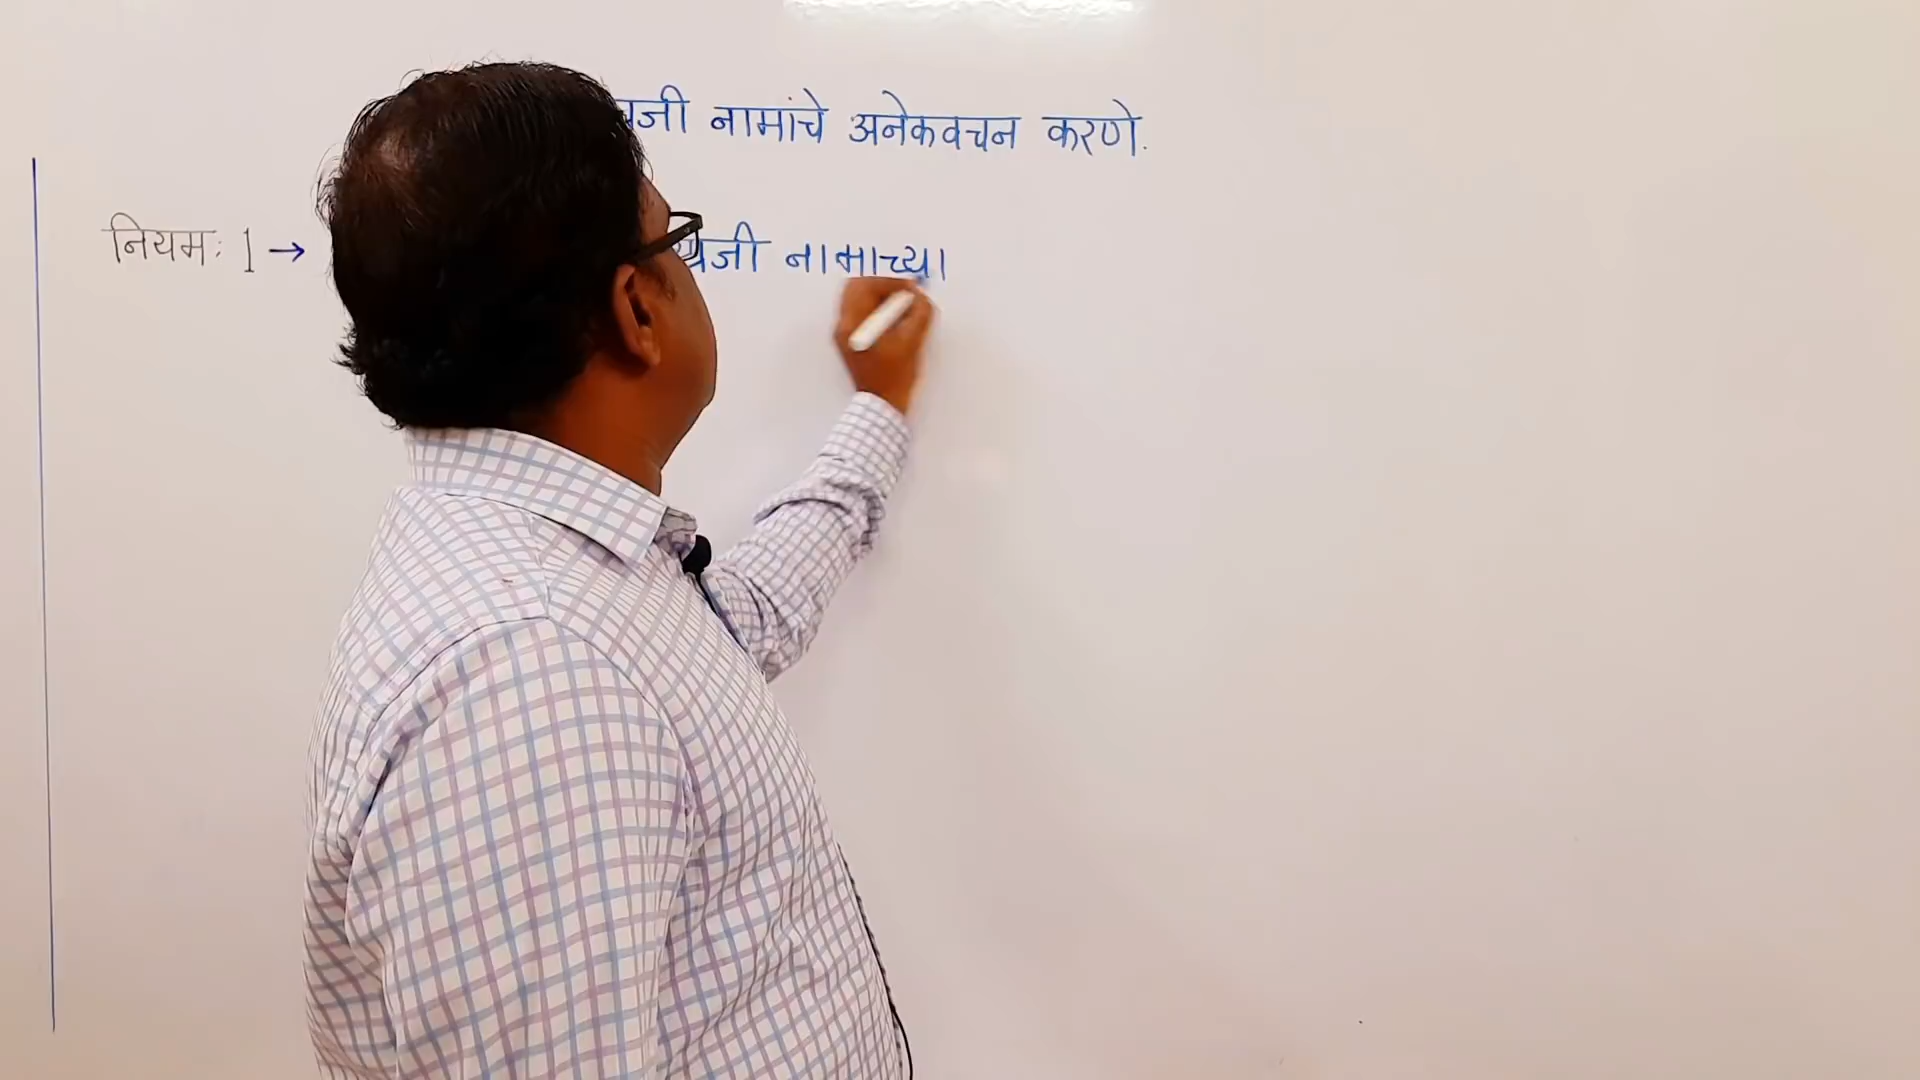 नामांचे अनेकवचन करणे.
नियम: 1 → नामाच्या